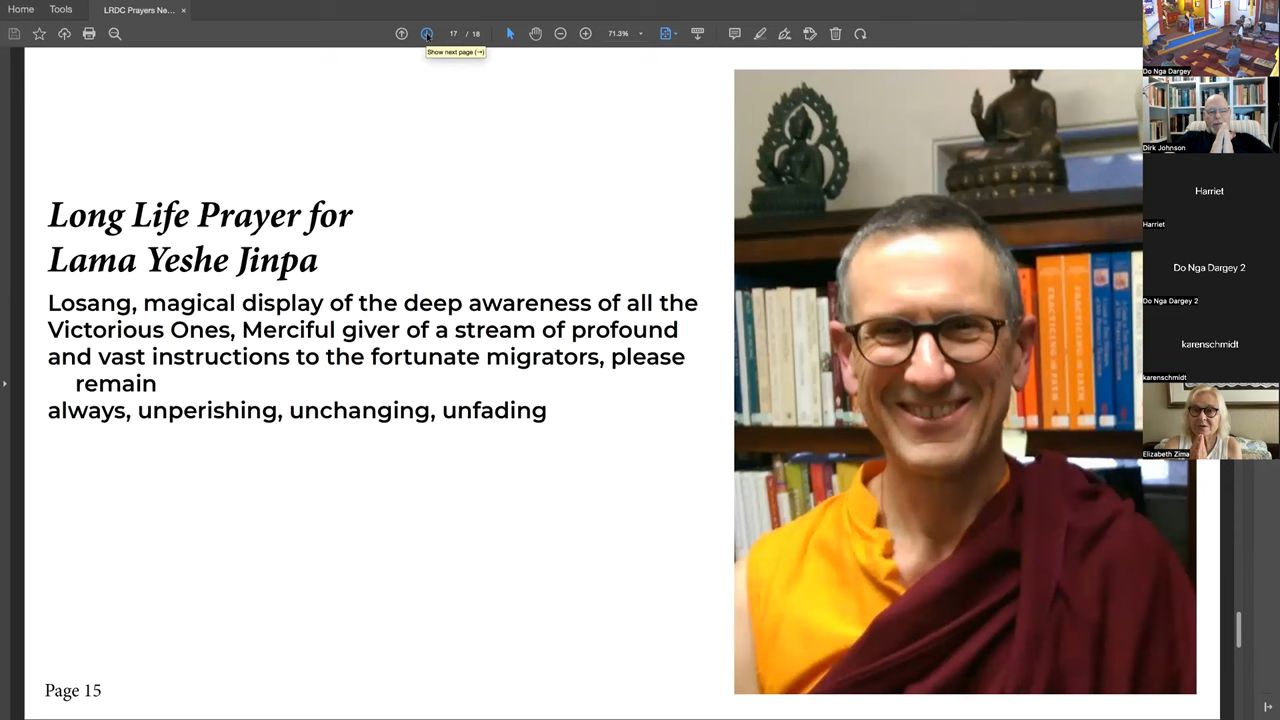 Home
Tools
LRDC Prayers Ne... ×
17 / 18
71.3%
Show next page (→)
Long Life Prayer for
Lama Yeshe Jinpa
Losang, magical display of the deep awareness of all the
Victorious Ones, Merciful giver of a stream of profound
and vast instructions to the fortunate migrators, please
remain
always, unperishing, unchanging, unfading
Page 15
Do Nga Dargey
Dirk Johnson
Harriet
Harriet
Do Nga Dargey 2
Do Nga Dargey 2
karenschmidt
karenschmidt
Elizabeth Zima